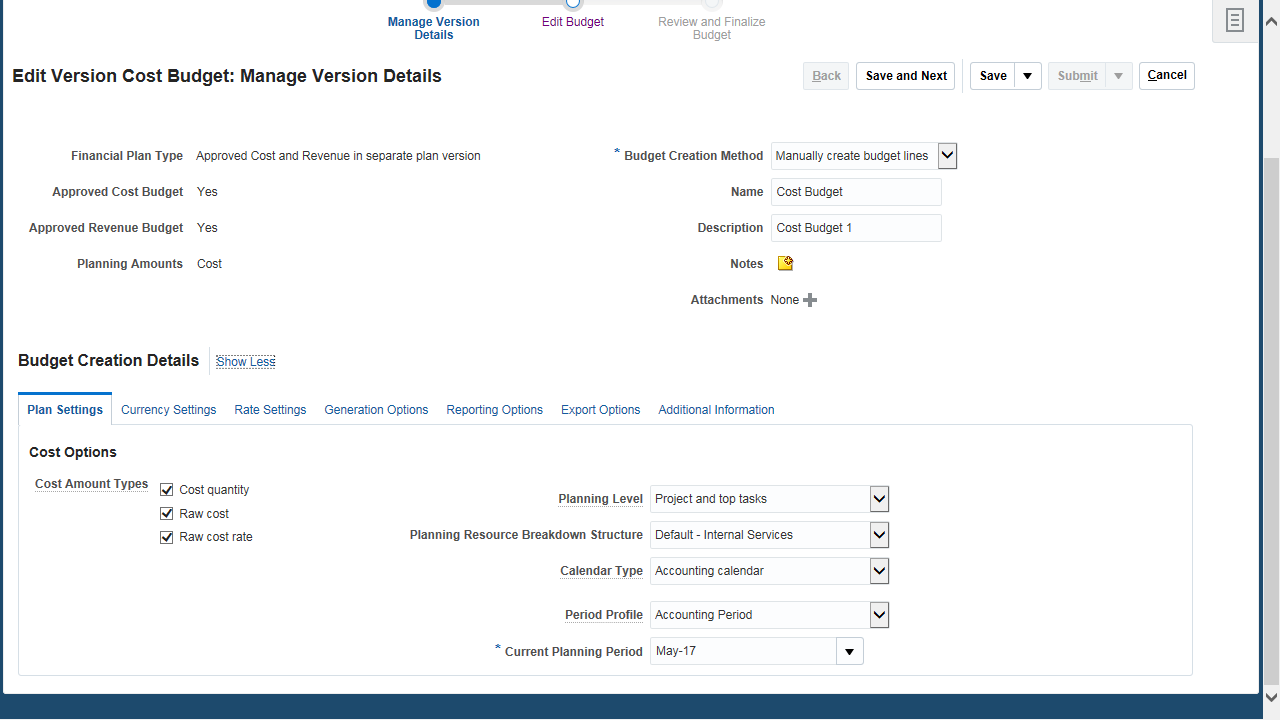 Manage Version
Details
Edit Budget
Review and Finalize
Budget
Edit Version Cost Budget: Manage Version Details
Back
Save and Next
Save
Submit
Cancel
Financial Plan Type Approved Cost and Revenue in separate plan version
Approved Cost Budget Yes
Approved Revenue Budget Yes
Planning Amounts Cost
* Budget Creation Method Manually create budget lines
Name Cost Budget
Description Cost Budget 1
Notes
Attachments None
Budget Creation Details Show Less
Plan Settings Currency Settings Rate Settings Generation Options Reporting Options Export Options Additional Information
Cost Options
Cost Amount Types
Cost quantity
Raw cost
Raw cost rate
Planning Level Project and top tasks
Planning Resource Breakdown Structure Default - Internal Services
Calendar Type Accounting calendar
Period Profile Accounting Period
* Current Planning Period May-17